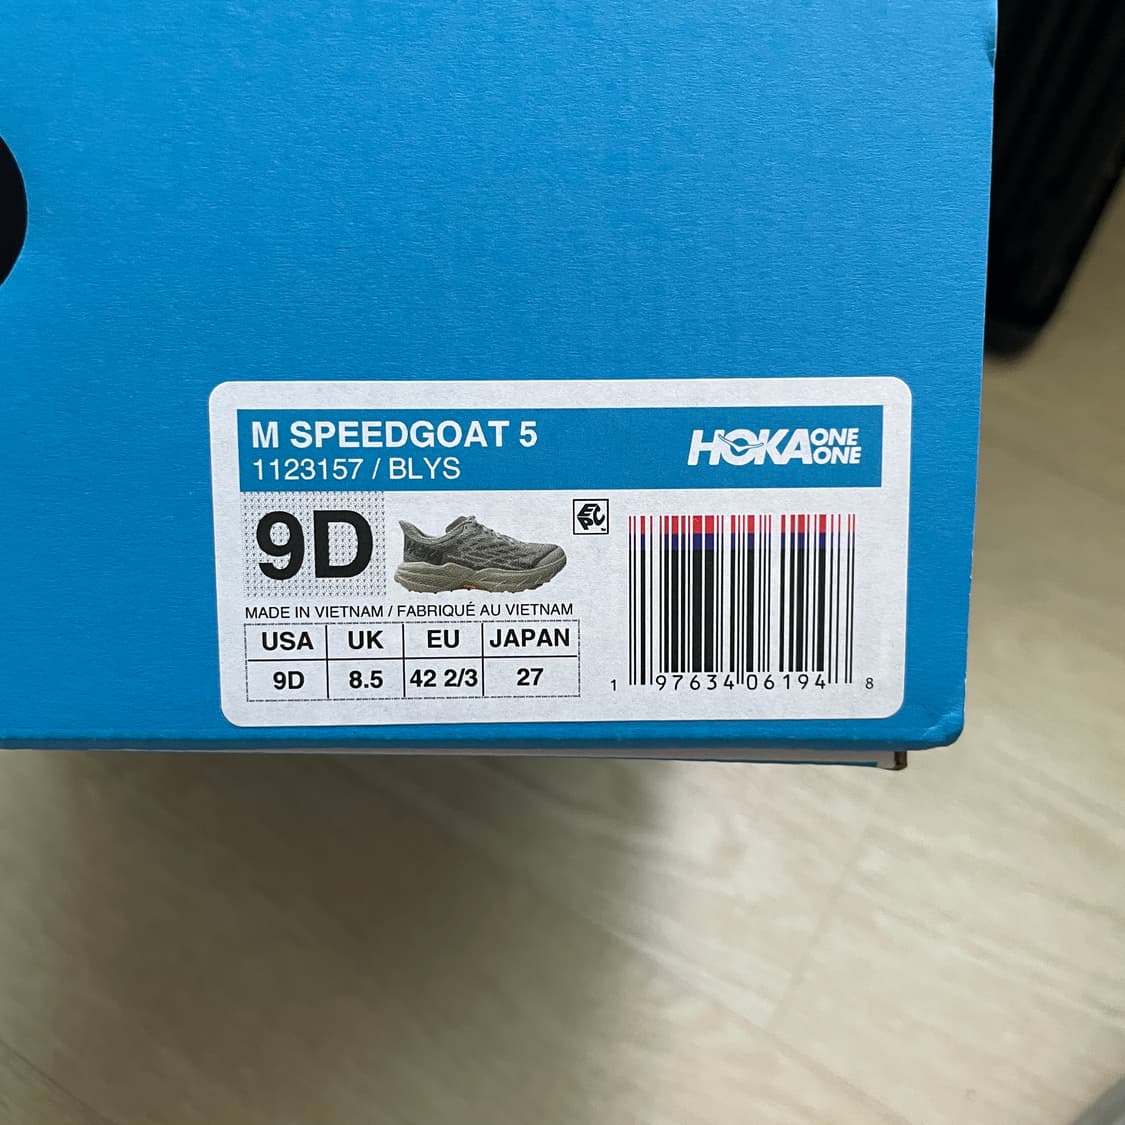 M SPEEDGOAT 5
1123157 / BLYS
HOKA ONE ONE
9D
EPC
MADE IN VIETNAM / FABRIQUÉ AU VIETNAM
USA UK EU JAPAN
9D 8.5 42 2/3 27
1 97634 06194 8